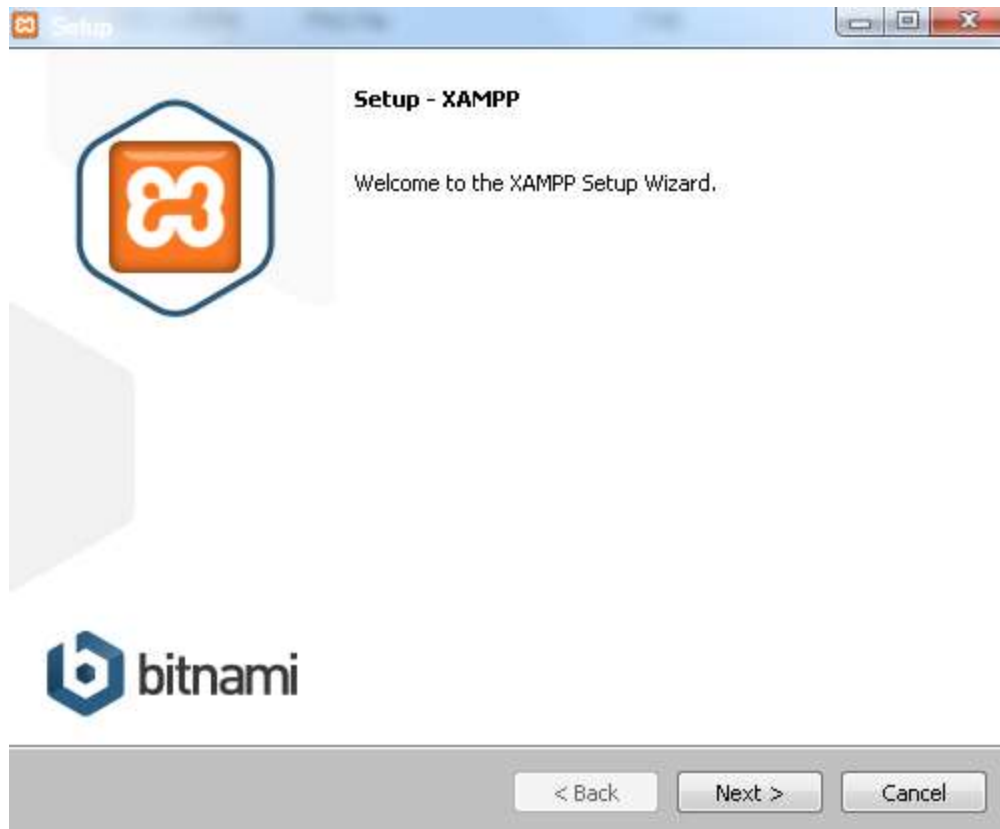 Setup
Setup - XAMPP
Welcome to the XAMPP Setup Wizard.
bitnami
< Back
Next >
Cancel